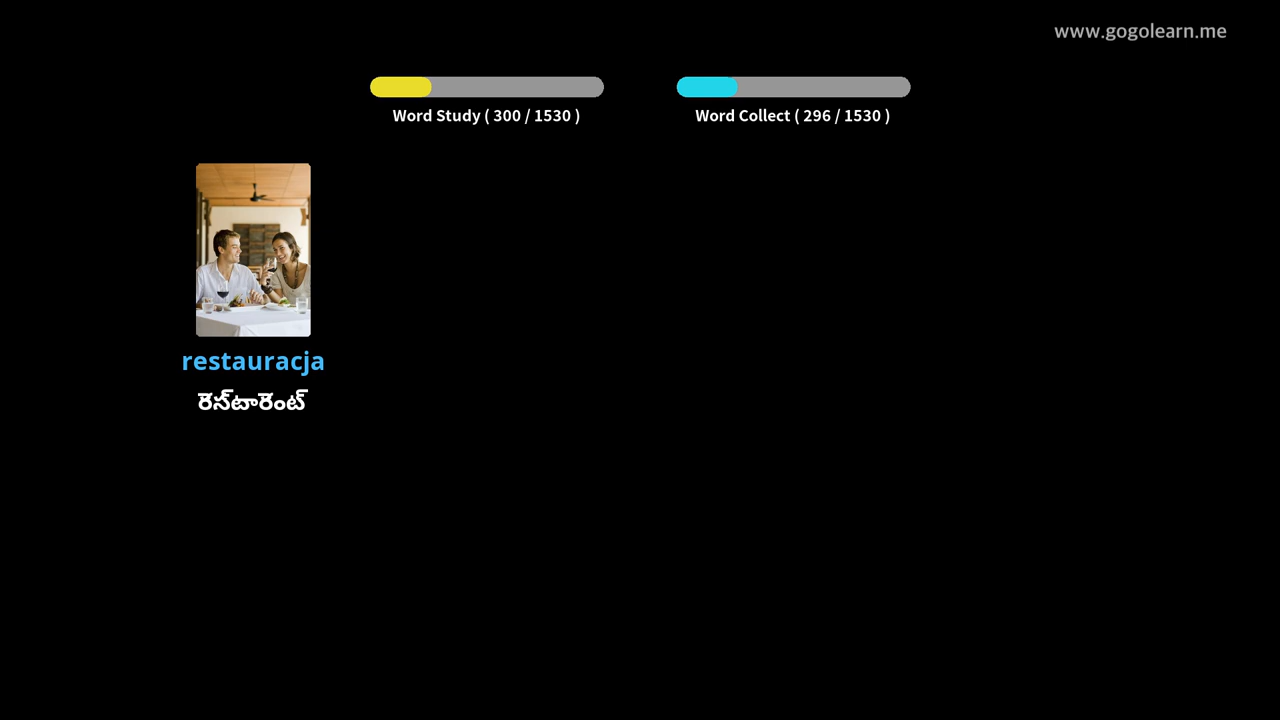 www.gogolearn.me
Word Study ( 300 / 1530 )
Word Collect ( 296 / 1530 )
restauracja
రెస్టారెంట్